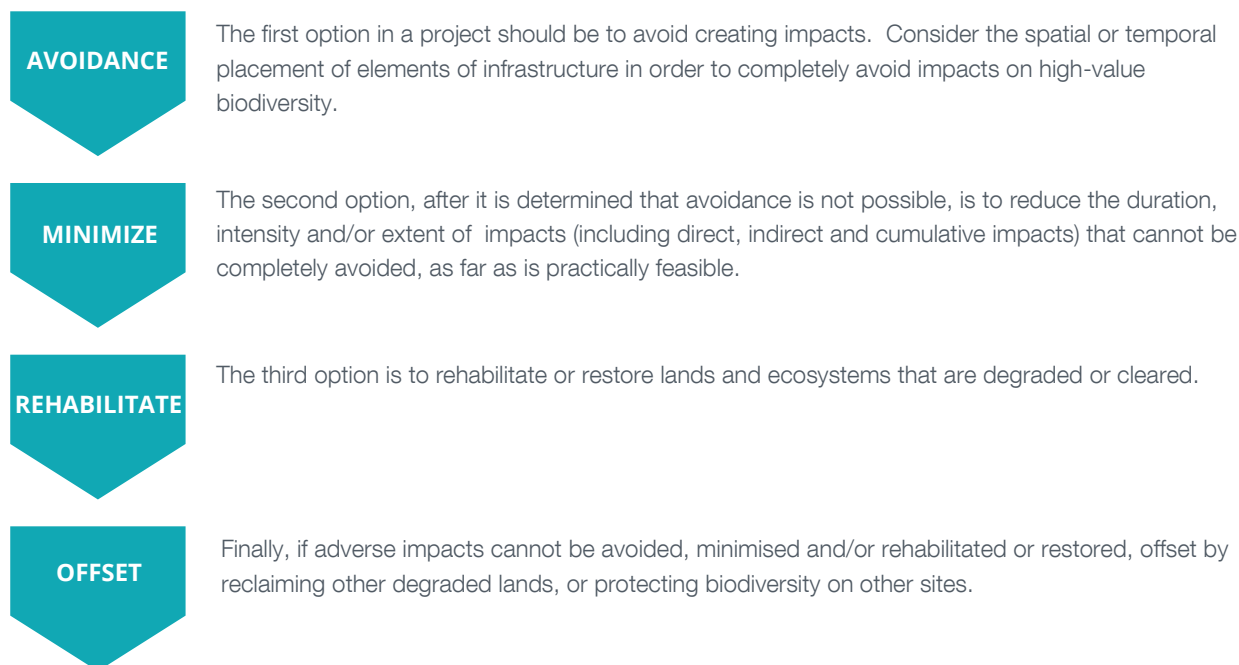 AVOIDANCE
The first option in a project should be to avoid creating impacts. Consider the spatial or temporal
placement of elements of infrastructure in order to completely avoid impacts on high-value
biodiversity.
MINIMIZE
The second option, after it is determined that avoidance is not possible, is to reduce the duration,
intensity and/or extent of impacts (including direct, indirect and cumulative impacts) that cannot be
completely avoided, as far as is practically feasible.
REHABILITATE
The third option is to rehabilitate or restore lands and ecosystems that are degraded or cleared.
OFFSET
Finally, if adverse impacts cannot be avoided, minimised and/or rehabilitated or restored, offset by
reclaiming other degraded lands, or protecting biodiversity on other sites.